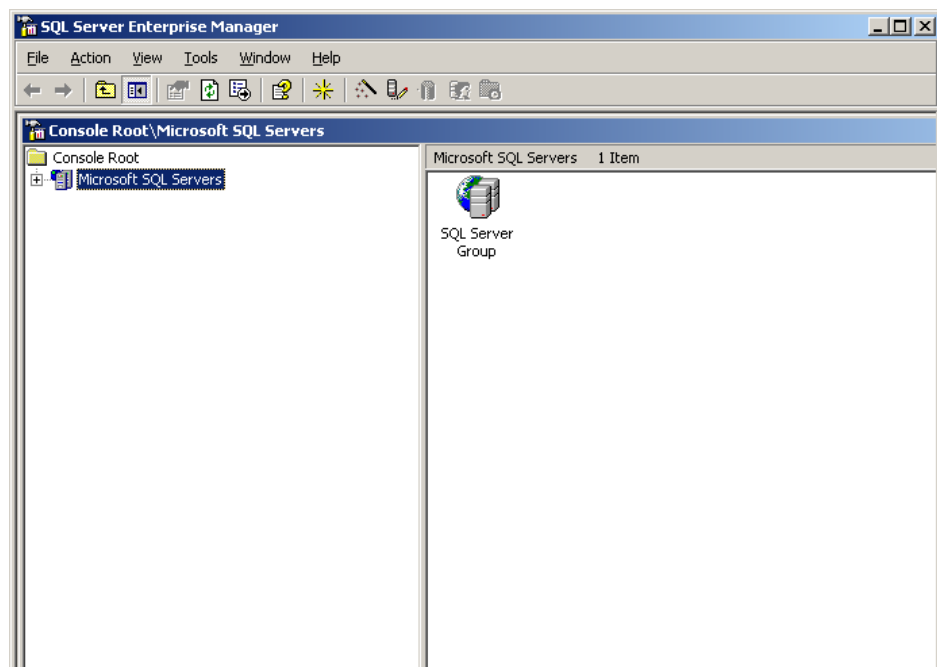 SQL Server Enterprise Manager
File Action View Tools Window Help
Console Root\Microsoft SQL Servers
Console Root
Microsoft SQL Servers
Microsoft SQL Servers 1 Item
SQL Server
Group